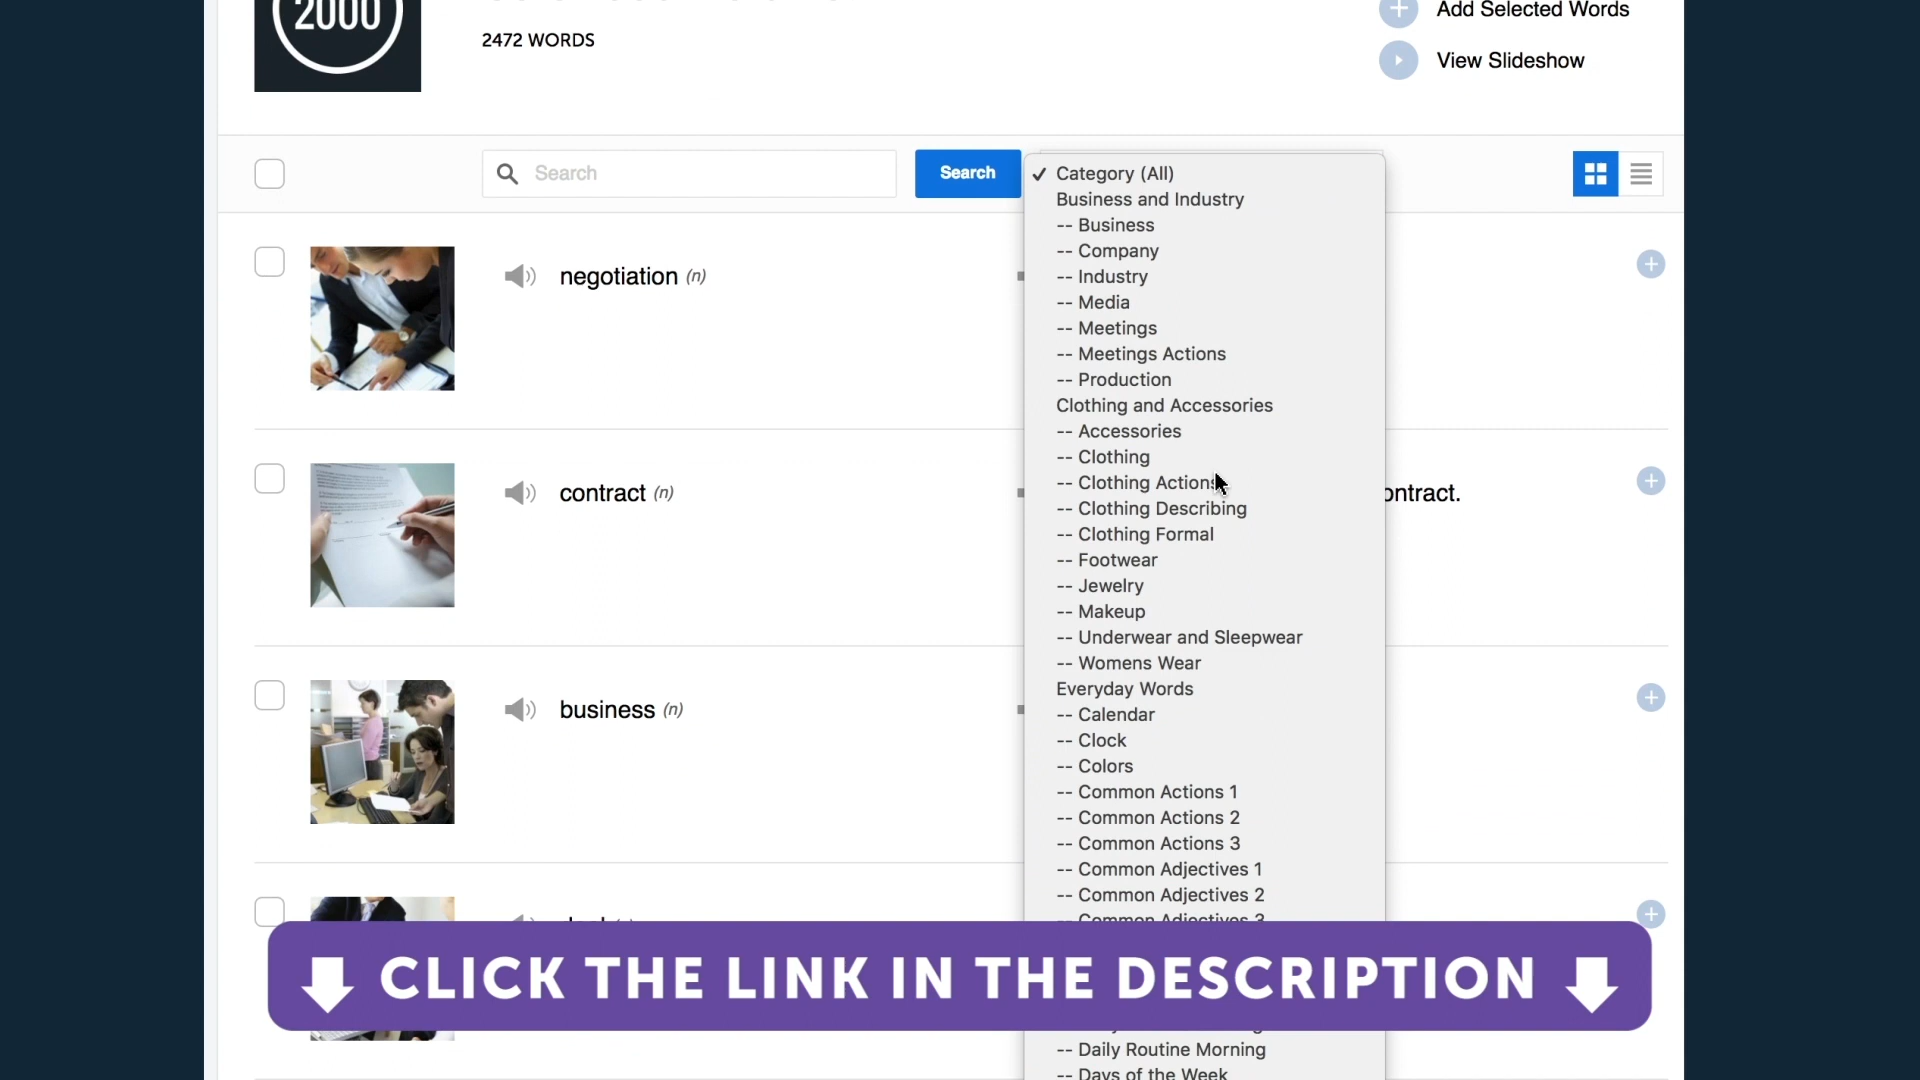 2000
2472 WORDS
Add Selected Words
View Slideshow
Search
Search
✓ Category (All)
Business and Industry
-- Business
-- Company
-- Industry
-- Media
-- Meetings
-- Meetings Actions
-- Production
Clothing and Accessories
-- Accessories
-- Clothing
-- Clothing Actions
-- Clothing Describing
-- Clothing Formal
-- Footwear
-- Jewelry
-- Makeup
-- Underwear and Sleepwear
-- Womens Wear
Everyday Words
-- Calendar
-- Clock
-- Colors
-- Common Actions 1
-- Common Actions 2
-- Common Actions 3
-- Common Adjectives 1
-- Common Adjectives 2
-- Common Adjectives 3
-- Daily Routine Morning
-- Days of the Week
negotiation (n)
contract (n)
ontract.
business (n)
CLICK THE LINK IN THE DESCRIPTION